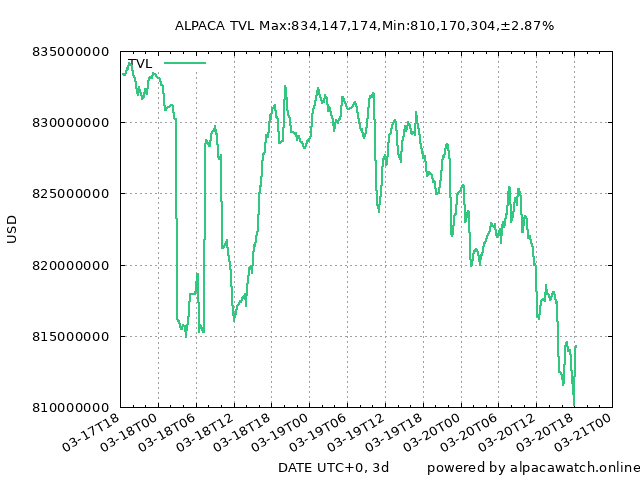 ALPACA TVL Max:834,147,174,Min:810,170,304,±2.87%
835000000
TVL
830000000
825000000
USD
820000000
815000000
810000000
03-17T18
03-18T00
03-18T06
03-18T12
03-18T18
03-19T00
03-19T06
03-19T12
03-19T18
03-20T00
03-20T06
03-20T12
03-20T18
03-21T00
DATE UTC+0, 3d
powered by alpacawatch.online